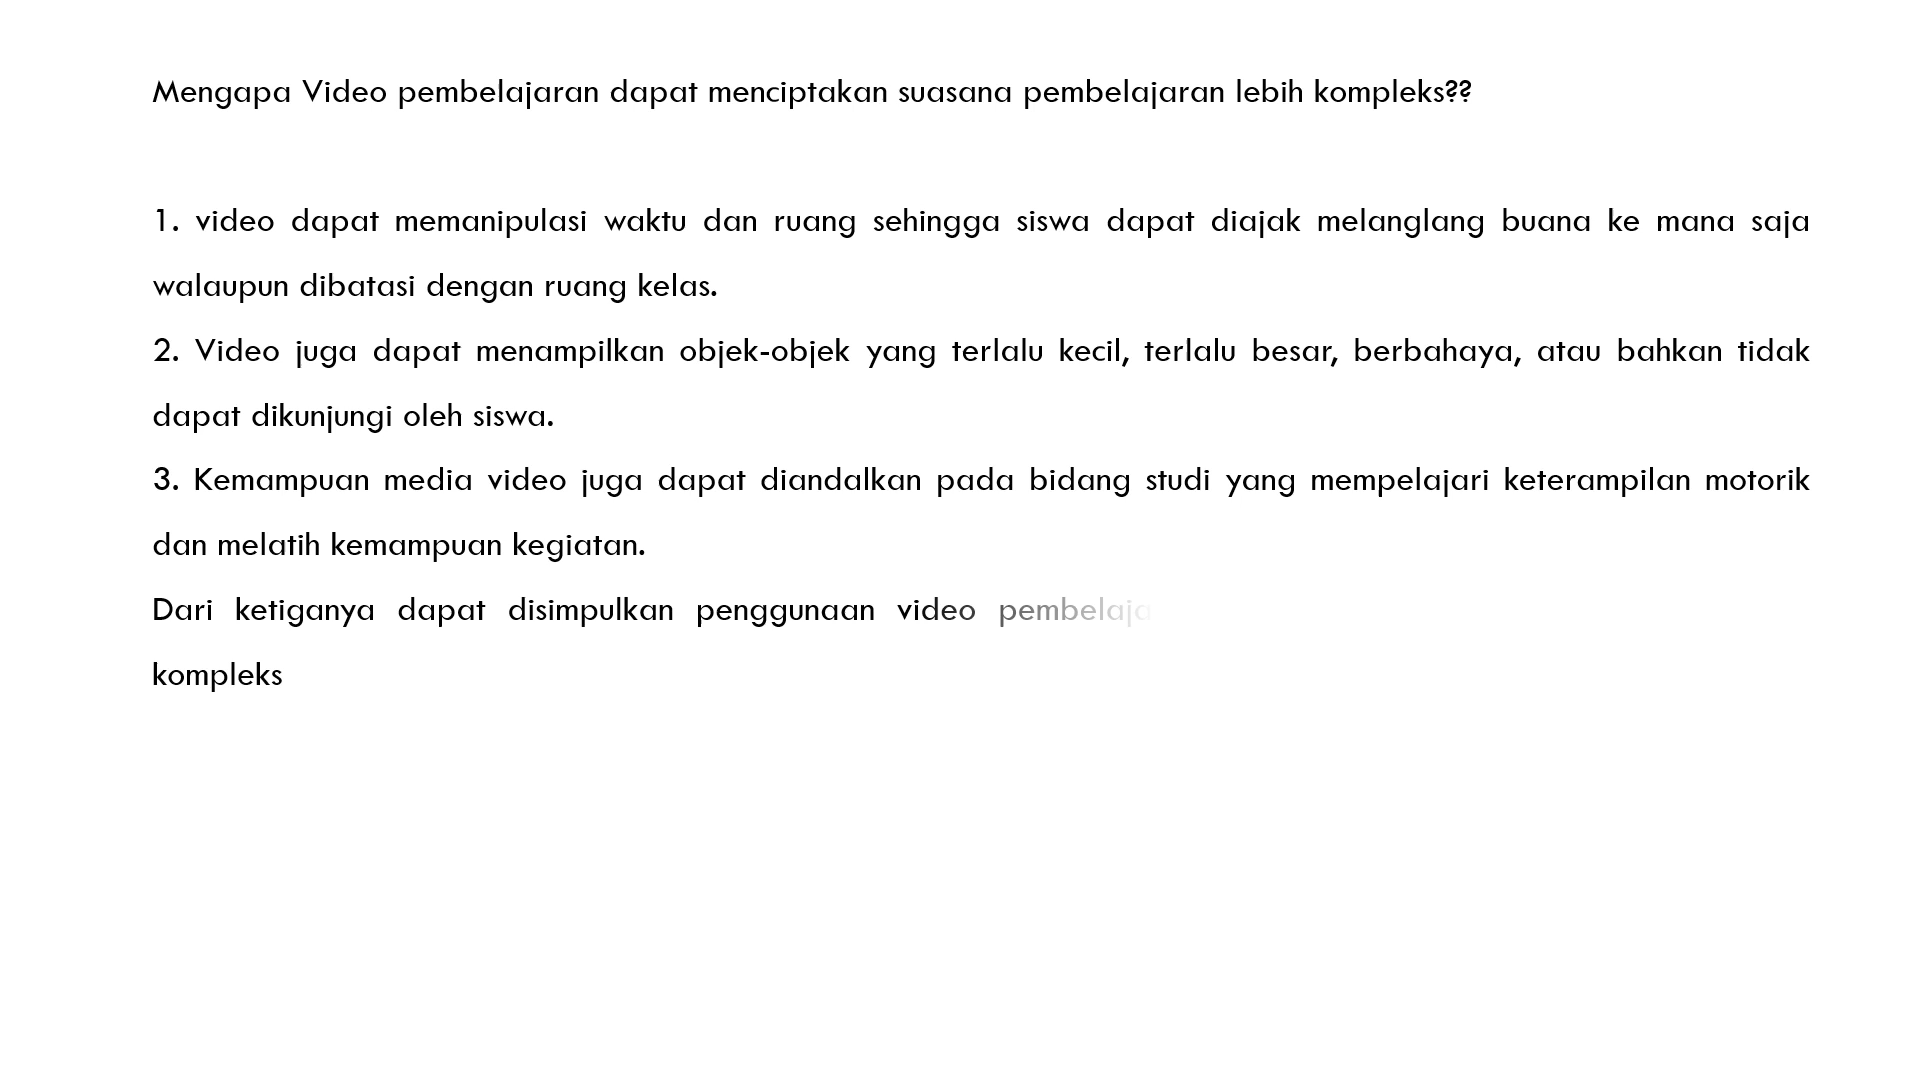 Mengapa Video pembelajaran dapat menciptakan suasana pembelajaran lebih kompleks??
1. video dapat memanipulasi waktu dan ruang sehingga siswa dapat diajak melanglang buana ke mana saja
walaupun dibatasi dengan ruang kelas.
2. Video juga dapat menampilkan objek-objek yang terlalu kecil, terlalu besar, berbahaya, atau bahkan tidak
dapat dikunjungi oleh siswa.
3. Kemampuan media video juga dapat diandalkan pada bidang studi yang mempelajari keterampilan motorik
dan melatih kemampuan kegiatan.
Dari ketiganya dapat disimpulkan penggunaan video pembelaja
kompleks